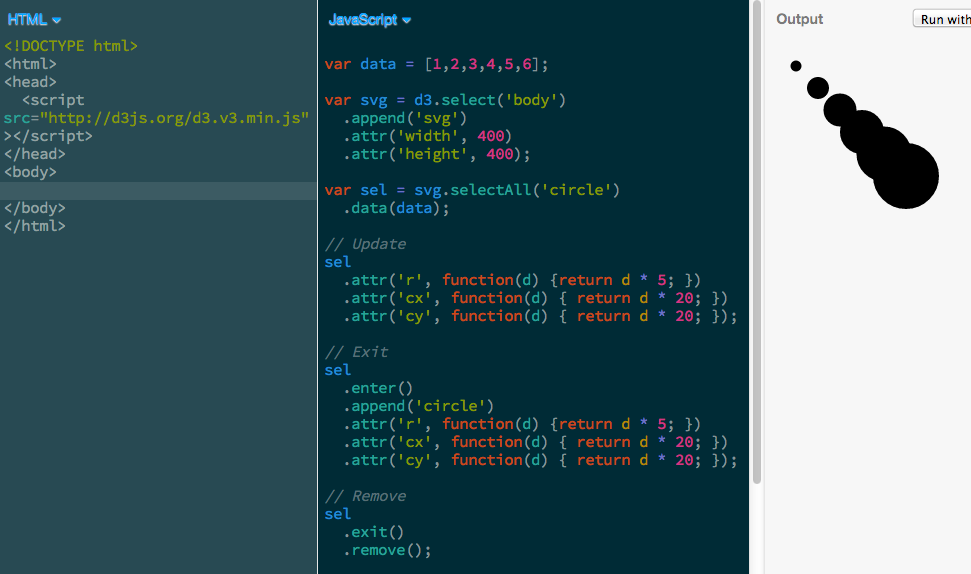 HTML
<!DOCTYPE html>
<html>
<head>
  <script
src="http://d3js.org/d3.v3.min.js"
></script>
</head>
<body>
</body>
</html>
JavaScript
var data = [1,2,3,4,5,6];
var svg = d3.select('body')
  .append('svg')
  .attr('width', 400)
  .attr('height', 400);
var sel = svg.selectAll('circle')
  .data(data);
// Update
sel
  .attr('r', function(d) {return d * 5; })
  .attr('cx', function(d) { return d * 20; })
  .attr('cy', function(d) { return d * 20; });
// Exit
sel
  .enter()
  .append('circle')
  .attr('r', function(d) {return d * 5; })
  .attr('cx', function(d) { return d * 20; })
  .attr('cy', function(d) { return d * 20; });
// Remove
sel
  .exit()
  .remove();
Output
Run with